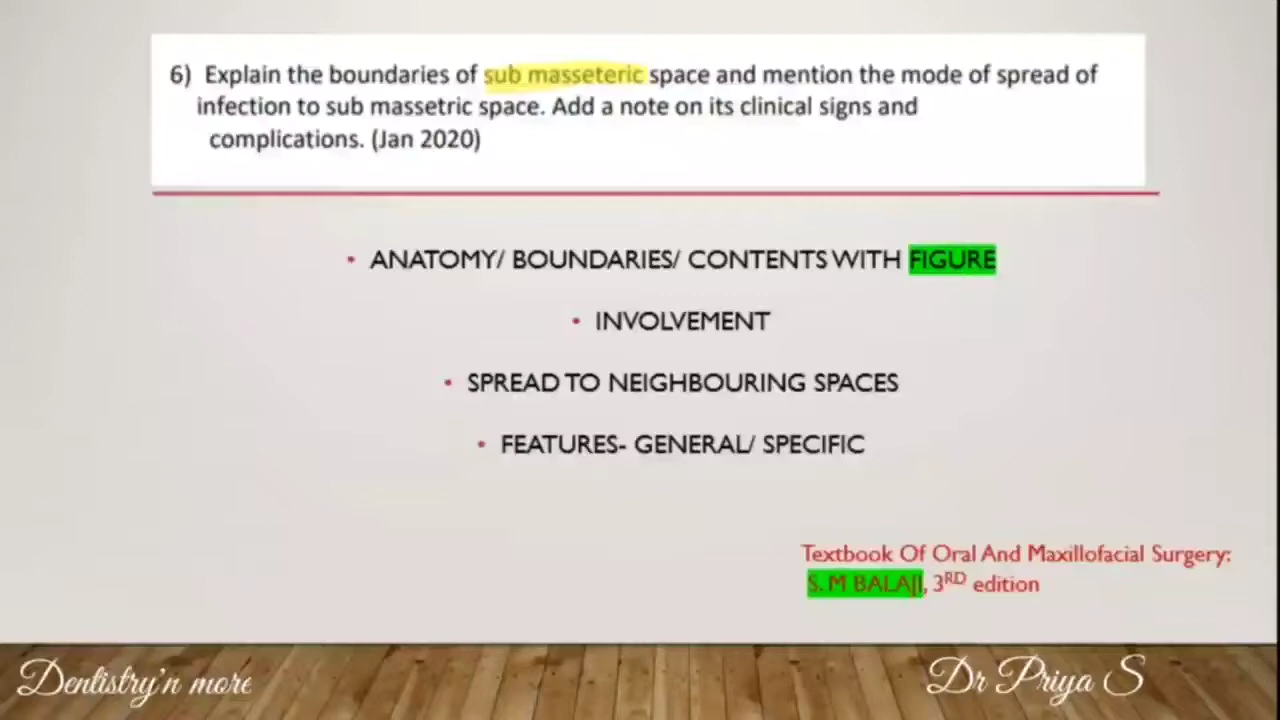 6) Explain the boundaries of sub masseteric space and mention the mode of spread of
infection to sub massetric space. Add a note on its clinical signs and
complications. (Jan 2020)
• ANATOMY/ BOUNDARIES/ CONTENTS WITH FIGURE
• INVOLVEMENT
• SPREAD TO NEIGHBOURING SPACES
• FEATURES- GENERAL/ SPECIFIC
Textbook Of Oral And Maxillofacial Surgery:
S. M BALAJI, 3RD edition
Dentistry'n more
Dr Priya S